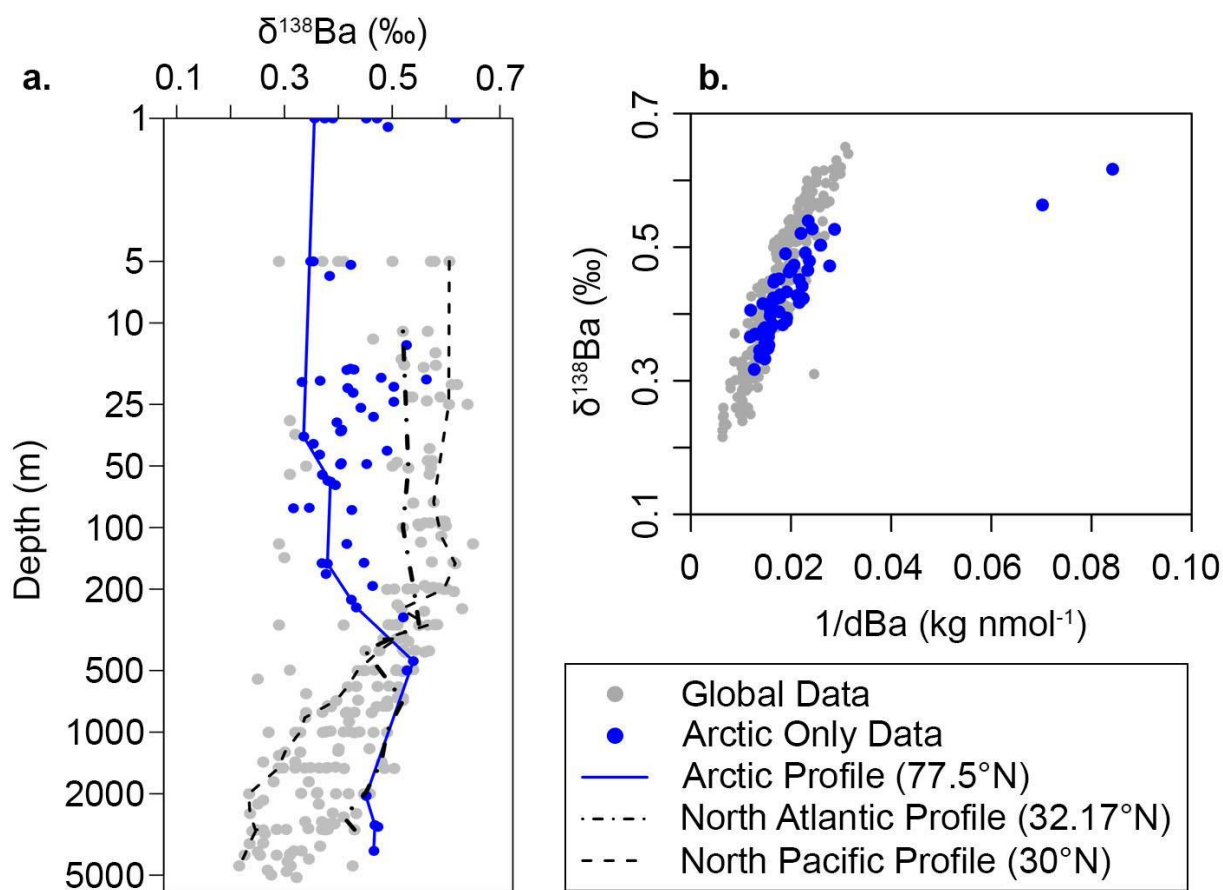 δ¹³⁸Ba (‰)
a.
0.1 0.3 0.5 0.7
1
5
10
25
50
100
200
500
1000
2000
5000
Depth (m)
b.
0.7
0.5
0.3
0.1
δ¹³⁸Ba (‰)
0 0.02 0.04 0.06 0.08 0.10
1/dBa (kg nmol⁻¹)
Global Data
Arctic Only Data
Arctic Profile (77.5°N)
North Atlantic Profile (32.17°N)
North Pacific Profile (30°N)